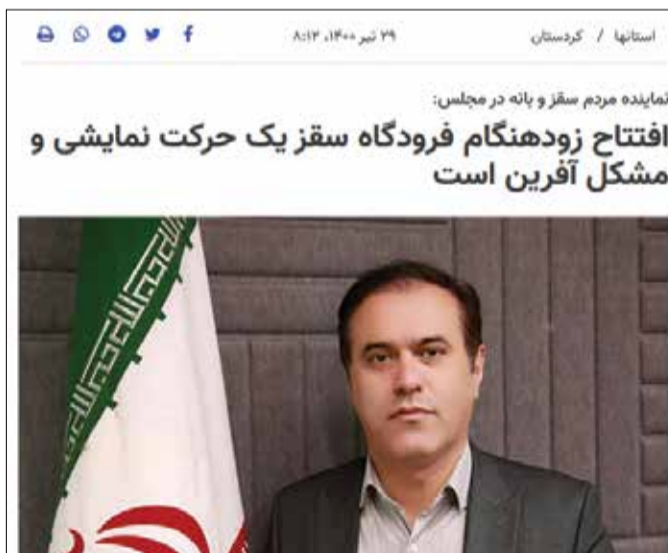 استانها / کردستان
۲۹ تیر ۱۴۰۰، ۸:۱۲
نماینده مردم سقز و بانه در مجلس:
افتتاح زودهنگام فرودگاه سقز یک حرکت نمایشی و
مشکل آفرین است